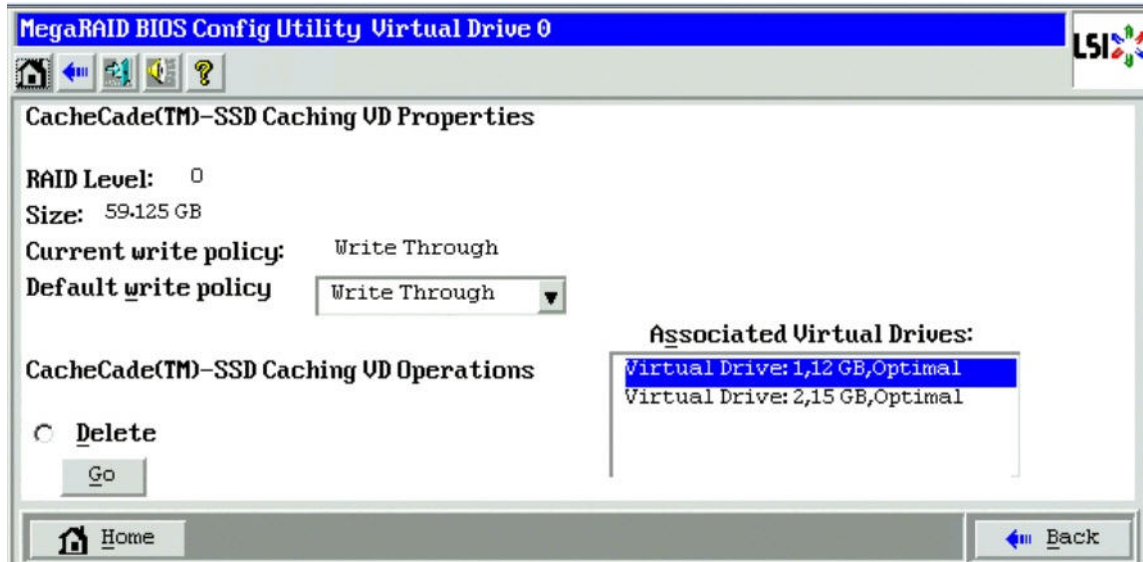 MegaRAID BIOS Config Utility Virtual Drive 0
LSI
?
CacheCade(TM)-SSD Caching VD Properties
RAID Level: 0
Size: 59.125 GB
Current write policy: Write Through
Default write policy Write Through
Associated Virtual Drives:
Virtual Drive: 1,12 GB,Optimal
Virtual Drive: 2,15 GB,Optimal
CacheCade(TM)-SSD Caching VD Operations
Delete
Go
Home
Back